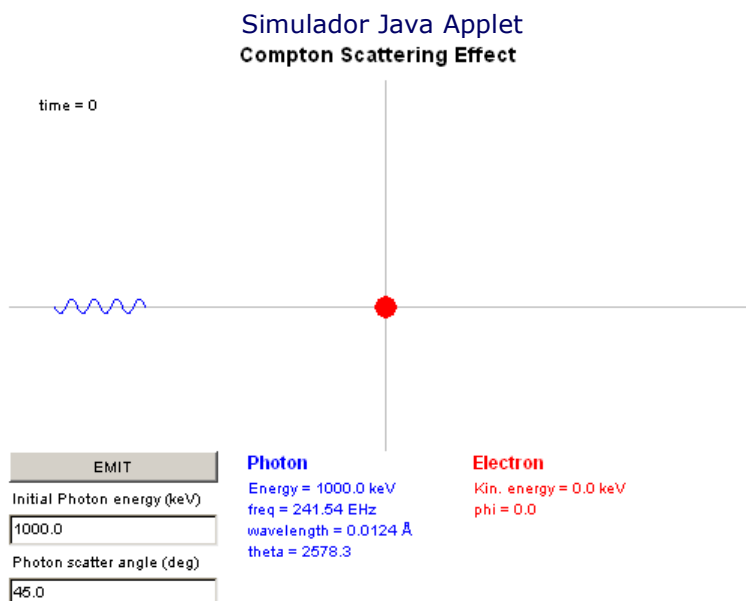 Simulador Java Applet
Compton Scattering Effect
time = 0
EMIT
Initial Photon energy (keV)
1000.0
Photon scatter angle (deg)
45.0
Photon
Energy = 1000.0 keV
freq = 241.54 EHz
wavelength = 0.0124 Å
theta = 2578.3
Electron
Kin. energy = 0.0 keV
phi = 0.0